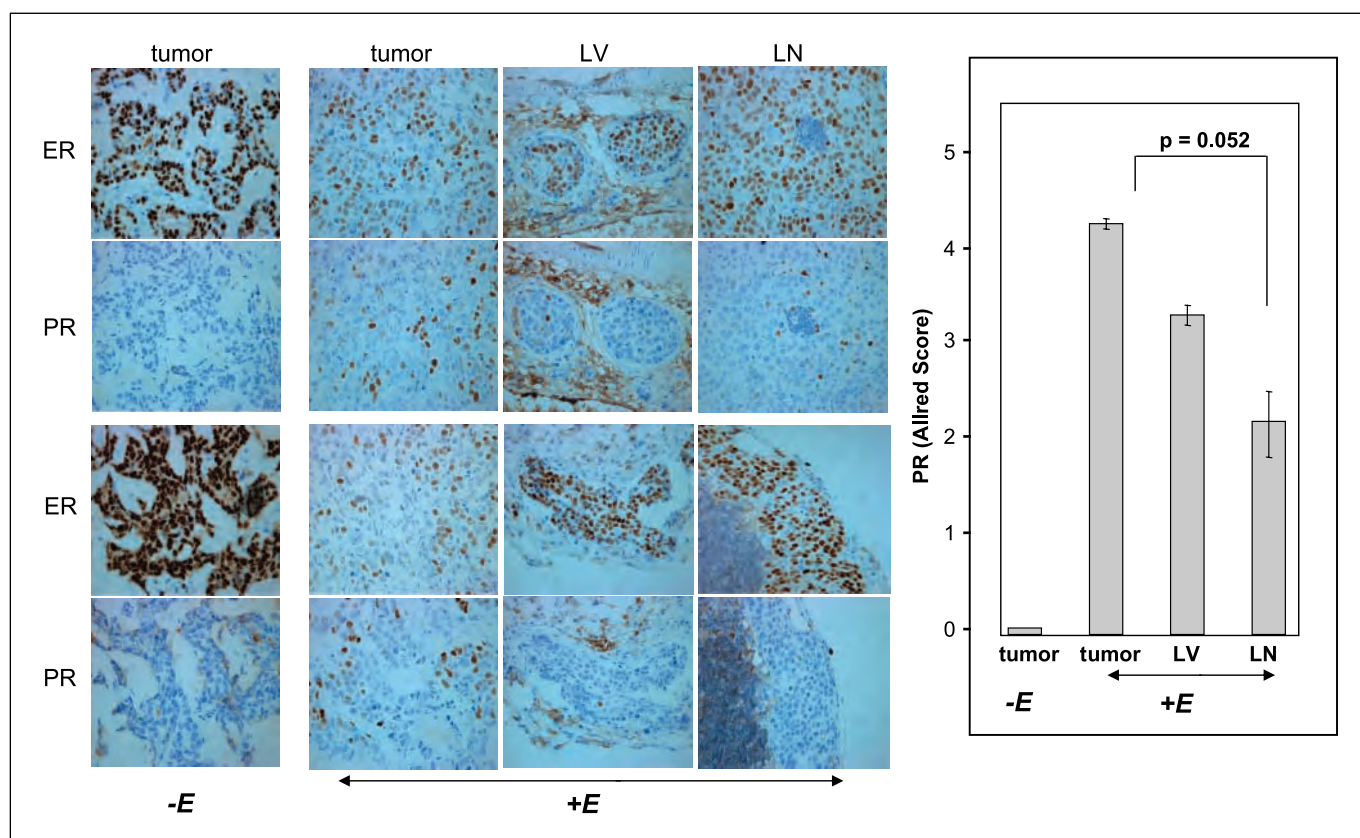 tumor tumor LV LN
ER
PR
ER
PR
-E +E
p = 0.052
PR (Allred Score)
5
4
3
2
1
0
tumor tumor LV LN
-E +E